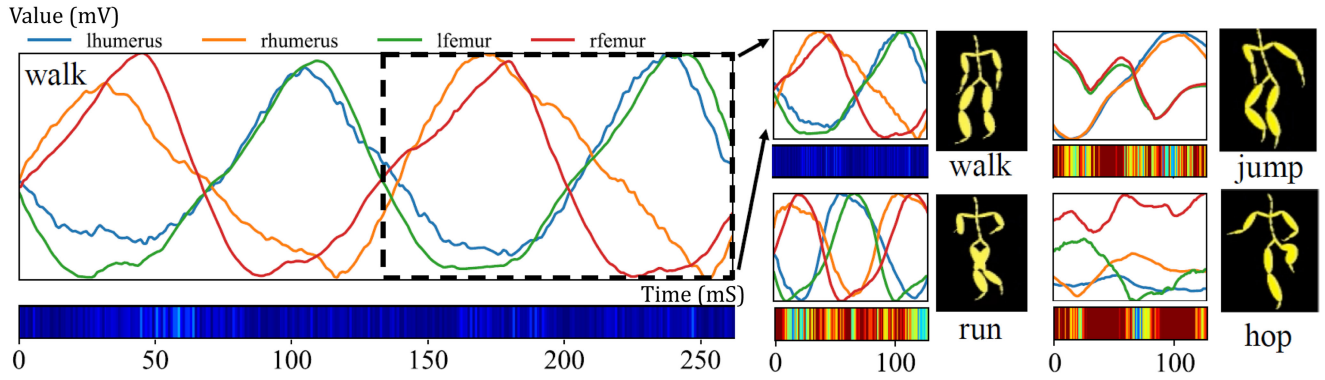 Value (mV)
lhumerus rhumerus lfemur rfemur
walk
Time (mS)
0 50 100 150 200 250
walk
jump
run
hop
0 100
0 100